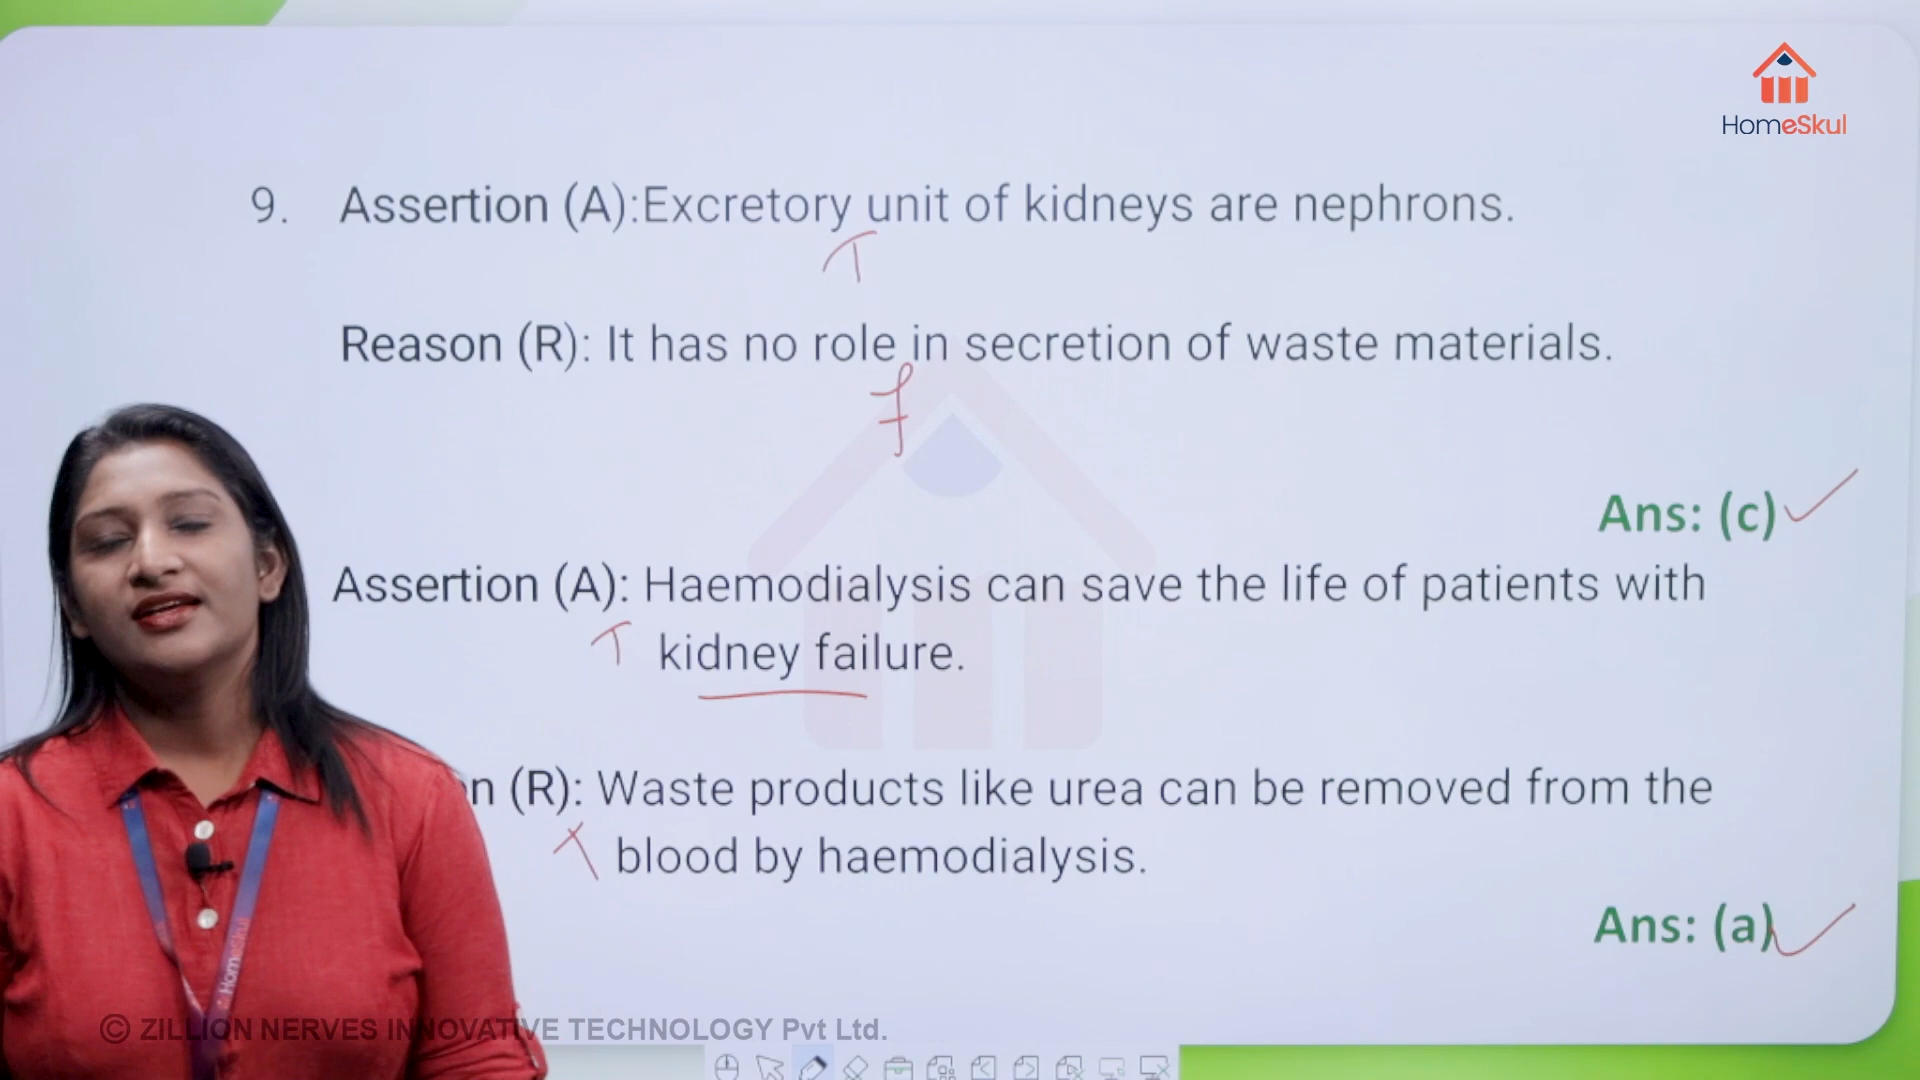 HomeSkul
9. Assertion (A):Excretory unit of kidneys are nephrons.
T
Reason (R): It has no role in secretion of waste materials.
f
Ans: (c)
Assertion (A): Haemodialysis can save the life of patients with
T kidney failure.
n (R): Waste products like urea can be removed from the
T blood by haemodialysis.
Ans: (a)
HomeSkul
© ZILLION NERVES INNOVATIVE TECHNOLOGY Pvt Ltd.